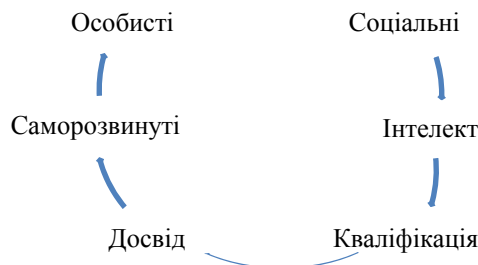 Особисті Соціальні
Саморозвинуті Інтелект
Досвід Кваліфікація